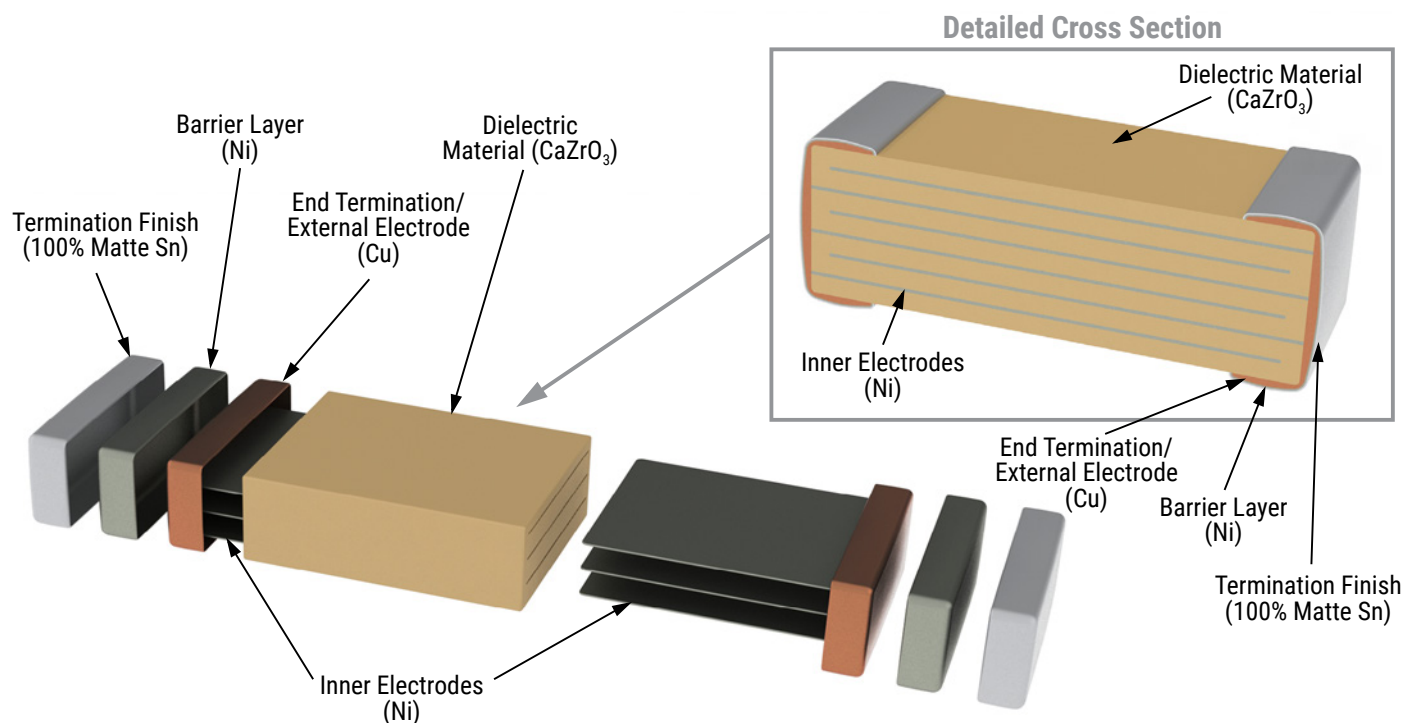 Detailed Cross Section
Dielectric Material
(CaZrO₃)
Barrier Layer
(Ni)
Dielectric
Material (CaZrO₃)
End Termination/
External Electrode
(Cu)
Termination Finish
(100% Matte Sn)
Inner Electrodes
(Ni)
End Termination/
External Electrode
(Cu)
Barrier Layer
(Ni)
Termination Finish
(100% Matte Sn)
Inner Electrodes
(Ni)